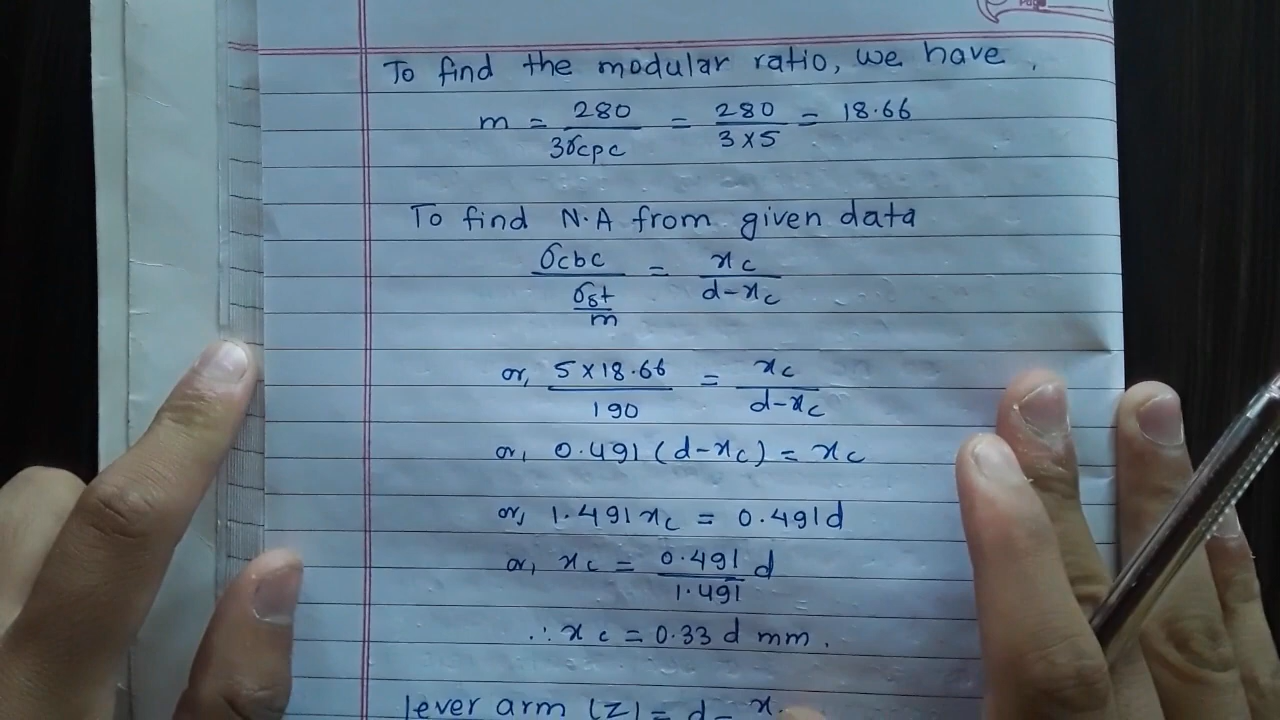 To find the modular ratio, we have,
m = 280/3σcpc = 280/3×5 = 18.66
To find N.A from given data
σcbc/(σst/m) = xc/d-xc
or, 5×18.66/190 = xc/d-xc
or, 0.491(d-xc) = xc
or, 1.491xc = 0.491d
or, xc = 0.491/1.491 d
∴ xc = 0.33d mm.
lever arm (Z) = d - x